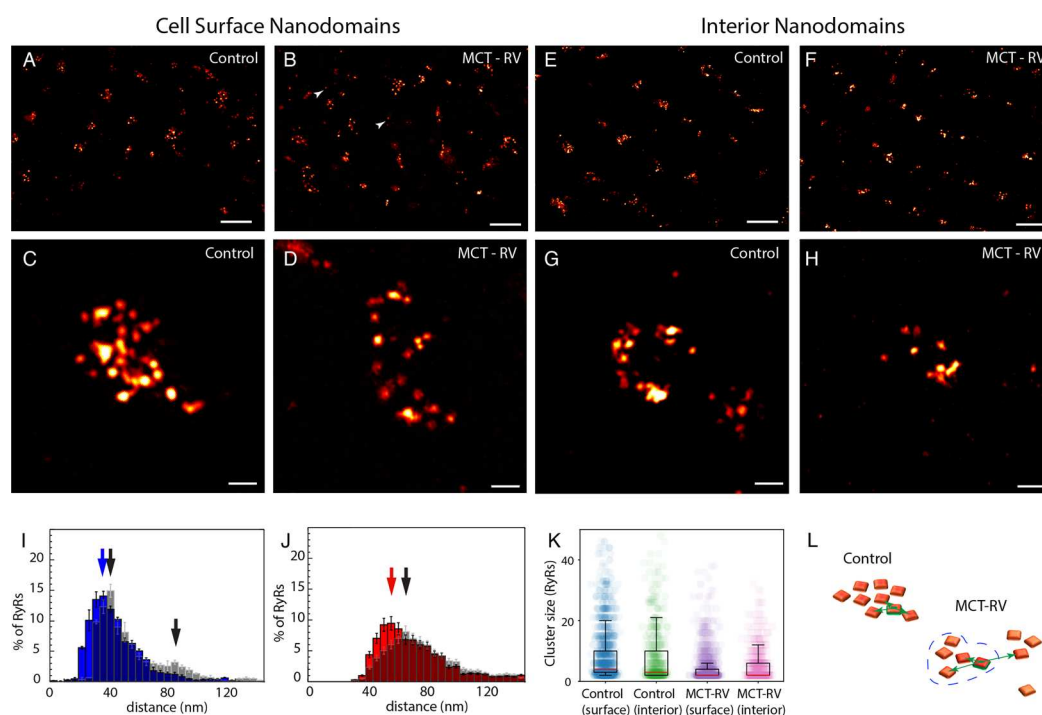 Cell Surface Nanodomains
Interior Nanodomains
A
Control
B
MCT - RV
E
Control
F
MCT - RV
C
Control
D
MCT - RV
G
Control
H
MCT - RV
I
20
15
10
5
% of RyRs
0
40
80
120
distance (nm)
J
20
15
10
5
% of RyRs
40
80
120
distance (nm)
K
40
20
0
Cluster size (RyRs)
Control
(surface)
Control
(interior)
MCT-RV
(surface)
MCT-RV
(interior)
L
Control
MCT-RV